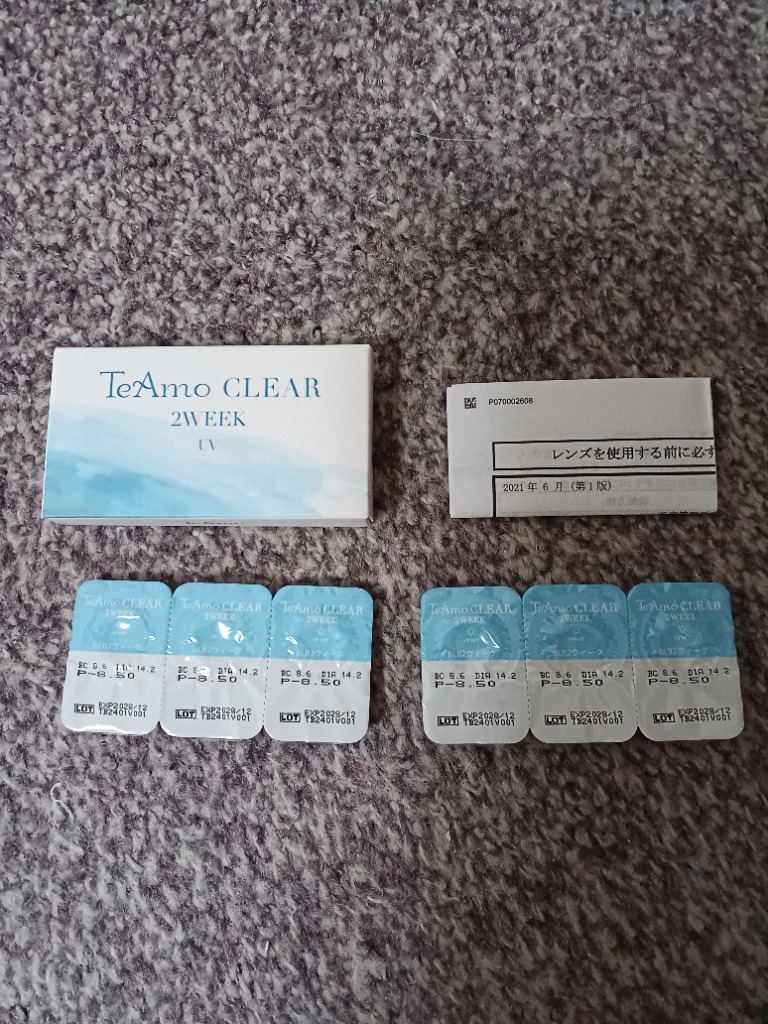 TeAmo CLEAR
2WEEK
UV
P070002608
レンズを使用する前に必ず
2021年 6 月 (第1版)
TeAmo CLEAR
2WEEK
BC 8.6 DIA 14.2
P-8.50
LOT EXP2028/12
TB2401V001
TeAmo CLEAR
2WEEK
BC 8.6 DIA 14.2
P-8.50
LOT EXP2028/12
TB2401V001
TeAmo CLEAR
2WEEK
BC 8.6 DIA 14.2
P-8.50
LOT EXP2028/12
TB2401V001
TeAmo CLEAR
2WEEK
BC 8.6 DIA 14.2
P-8.50
LOT EXP2028/12
TB2401V001
TeAmo CLEAR
2WEEK
BC 8.6 DIA 14.2
P-8.50
LOT EXP2028/12
TB2401V001
TeAmo CLEAR
2WEEK
BC 8.6 DIA 14.2
P-8.50
LOT EXP2028/12
TB2401V001